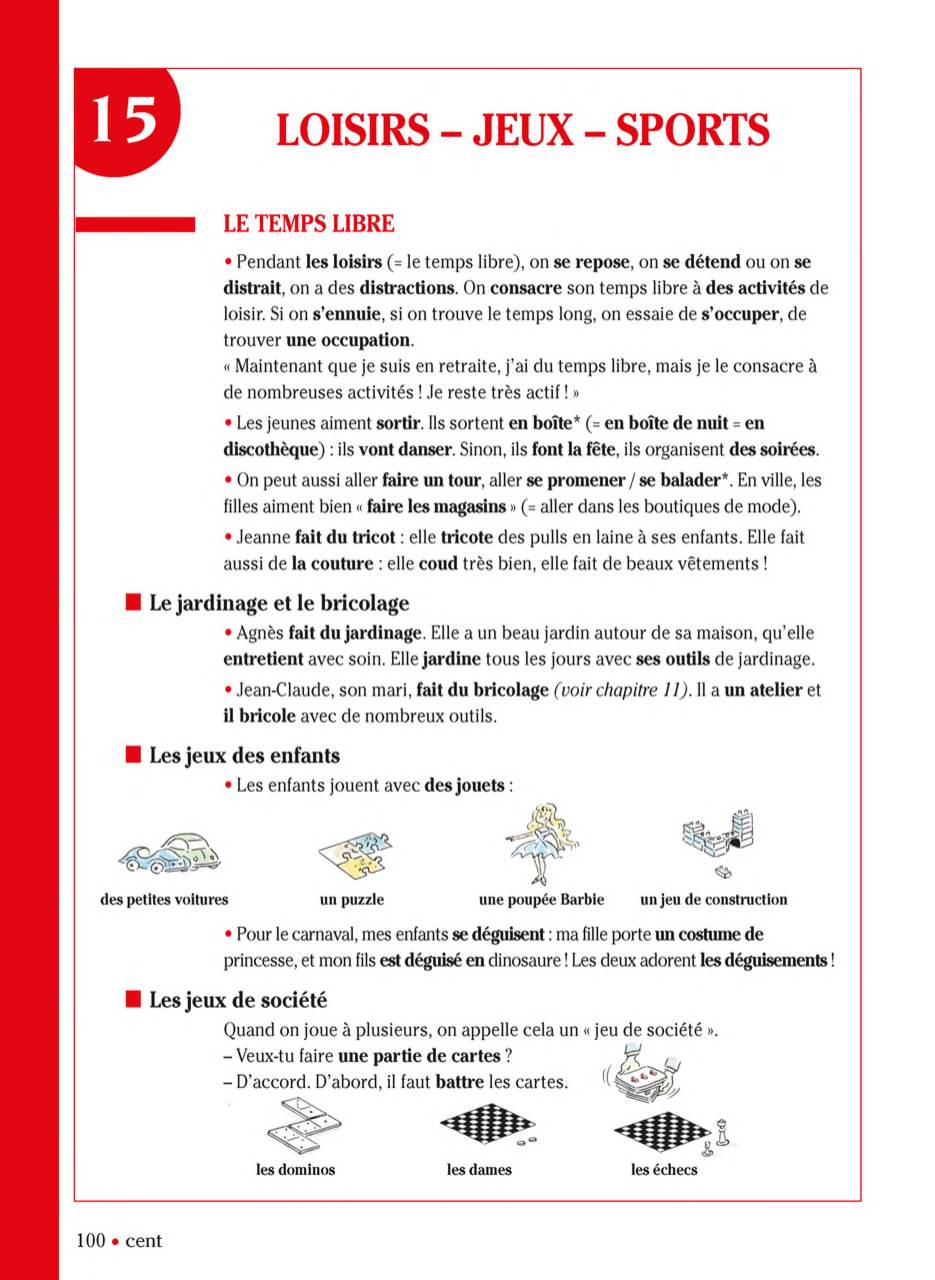 15
LOISIRS – JEUX – SPORTS
LE TEMPS LIBRE
• Pendant les loisirs (= le temps libre), on se repose, on se détend ou on se
distrait, on a des distractions. On consacre son temps libre à des activités de
loisir. Si on s'ennuie, si on trouve le temps long, on essaie de s'occuper, de
trouver une occupation.
« Maintenant que je suis en retraite, j'ai du temps libre, mais je le consacre à
de nombreuses activités ! Je reste très actif ! »
• Les jeunes aiment sortir. Ils sortent en boîte* (= en boîte de nuit = en
discothèque) : ils vont danser. Sinon, ils font la fête, ils organisent des soirées.
• On peut aussi aller faire un tour, aller se promener / se balader*. En ville, les
filles aiment bien « faire les magasins » (= aller dans les boutiques de mode).
• Jeanne fait du tricot : elle tricote des pulls en laine à ses enfants. Elle fait
aussi de la couture : elle coud très bien, elle fait de beaux vêtements !
■ Le jardinage et le bricolage
• Agnès fait du jardinage. Elle a un beau jardin autour de sa maison, qu'elle
entretient avec soin. Elle jardine tous les jours avec ses outils de jardinage.
• Jean-Claude, son mari, fait du bricolage (voir chapitre 11). Il a un atelier et
il bricole avec de nombreux outils.
■ Les jeux des enfants
• Les enfants jouent avec des jouets :
des petites voitures un puzzle une poupée Barbie un jeu de construction
• Pour le carnaval, mes enfants se déguisent : ma fille porte un costume de
princesse, et mon fils est déguisé en dinosaure ! Les deux adorent les déguisements !
■ Les jeux de société
Quand on joue à plusieurs, on appelle cela un « jeu de société ».
– Veux-tu faire une partie de cartes ?
– D'accord. D'abord, il faut battre les cartes.
les dominos les dames les échecs
100 • cent